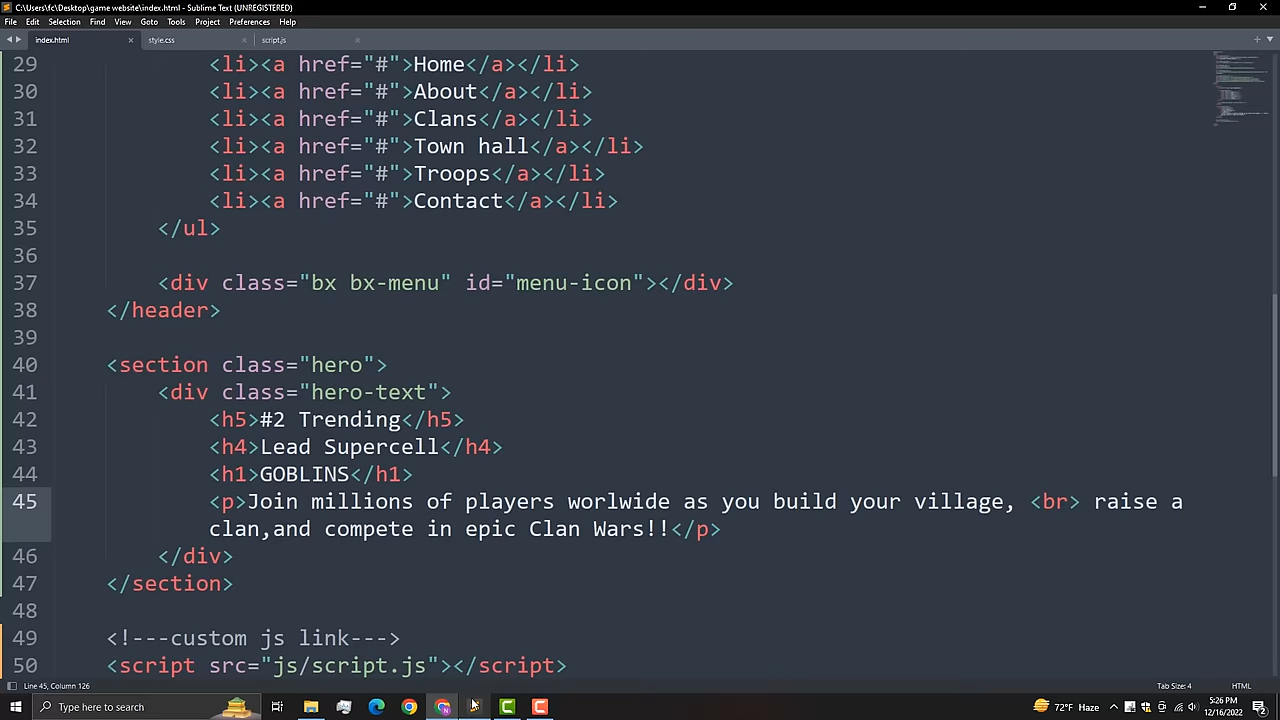 C:\Users\fc\Desktop\game website\index.html - Sublime Text (UNREGISTERED)
File Edit Selection Find View Goto Tools Project Preferences Help
index.html style.css script.js
29 <li><a href="#">Home</a></li>
30 <li><a href="#">About</a></li>
31 <li><a href="#">Clans</a></li>
32 <li><a href="#">Town hall</a></li>
33 <li><a href="#">Troops</a></li>
34 <li><a href="#">Contact</a></li>
35 </ul>
36
37 <div class="bx bx-menu" id="menu-icon"></div>
38 </header>
39
40 <section class="hero">
41 <div class="hero-text">
42 <h5>#2 Trending</h5>
43 <h4>Lead Supercell</h4>
44 <h1>GOBLINS</h1>
45 <p>Join millions of players worlwide as you build your village, <br> raise a
clan,and compete in epic Clan Wars!!</p>
46 </div>
47 </section>
48
49 <!---custom js link--->
50 <script src="js/script.js"></script>
Line 45, Column 126 Tab Size: 4 HTML
Type here to search 72°F Haze 5:26 PM
12/16/2022